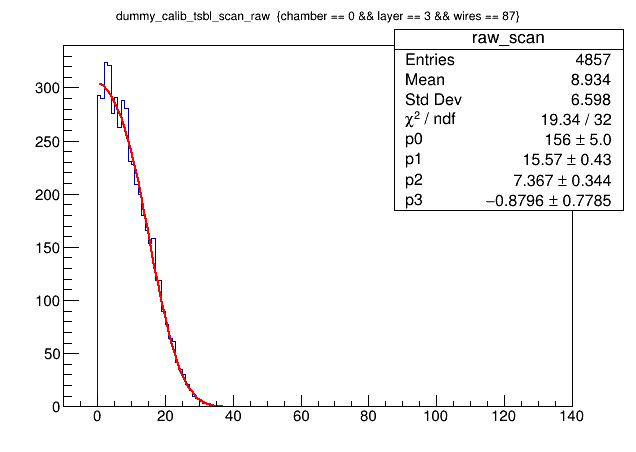 dummy_calib_tsbl_scan_raw {chamber == 0 && layer == 3 && wires == 87}
raw_scan
Entries 4857
Mean 8.934
Std Dev 6.598
χ² / ndf 19.34 / 32
p0 156 ± 5.0
p1 15.57 ± 0.43
p2 7.367 ± 0.344
p3 −0.8796 ± 0.7785
300
250
200
150
100
50
0
0 20 40 60 80 100 120 140